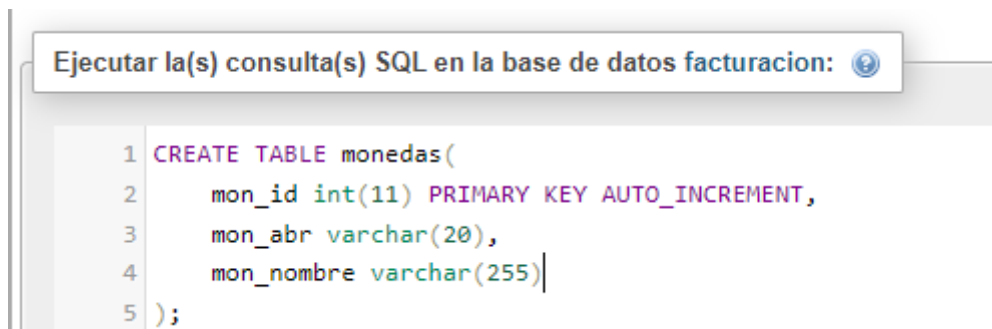 Ejecutar la(s) consulta(s) SQL en la base de datos facturacion:
1 CREATE TABLE monedas(
2 mon_id int(11) PRIMARY KEY AUTO_INCREMENT,
3 mon_abr varchar(20),
4 mon_nombre varchar(255)
5 );